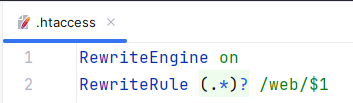 .htaccess ×
1 RewriteEngine on
2 RewriteRule (.*)? /web/$1